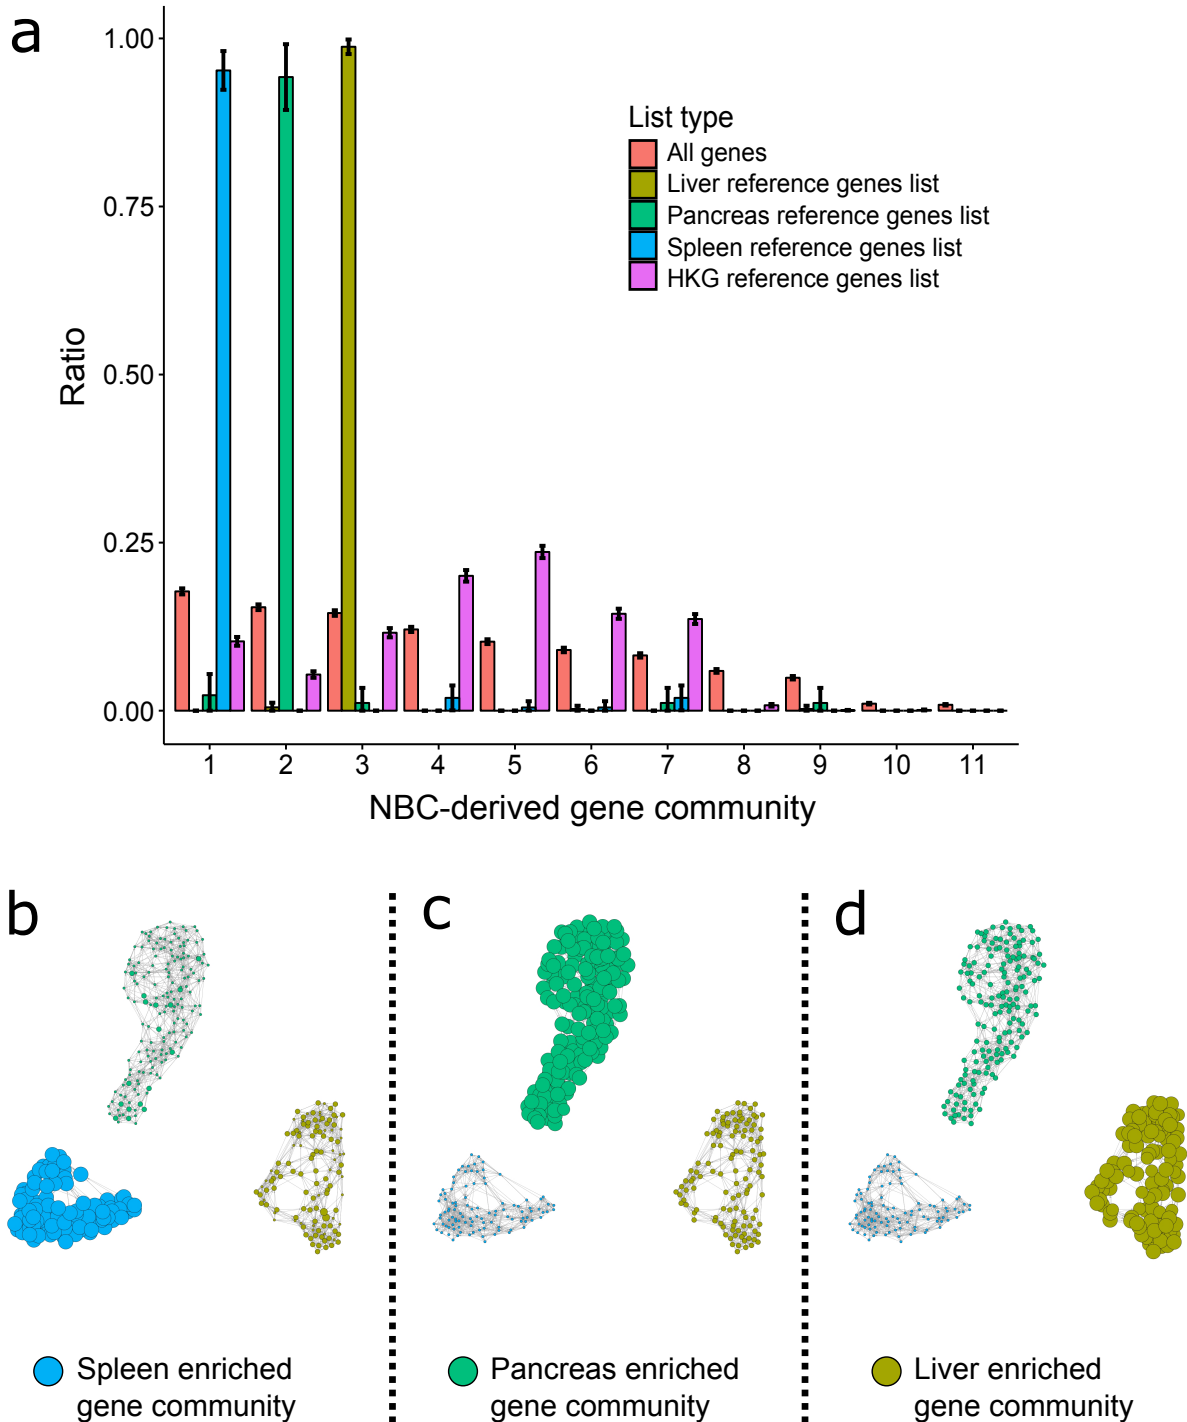 a
1.00
0.75
0.50
0.25
0.00
Ratio
List type
All genes
Liver reference genes list
Pancreas reference genes list
Spleen reference genes list
HKG reference genes list
1 2 3 4 5 6 7 8 9 10 11
NBC-derived gene community
b
c
d
Spleen enriched
gene community
Pancreas enriched
gene community
Liver enriched
gene community